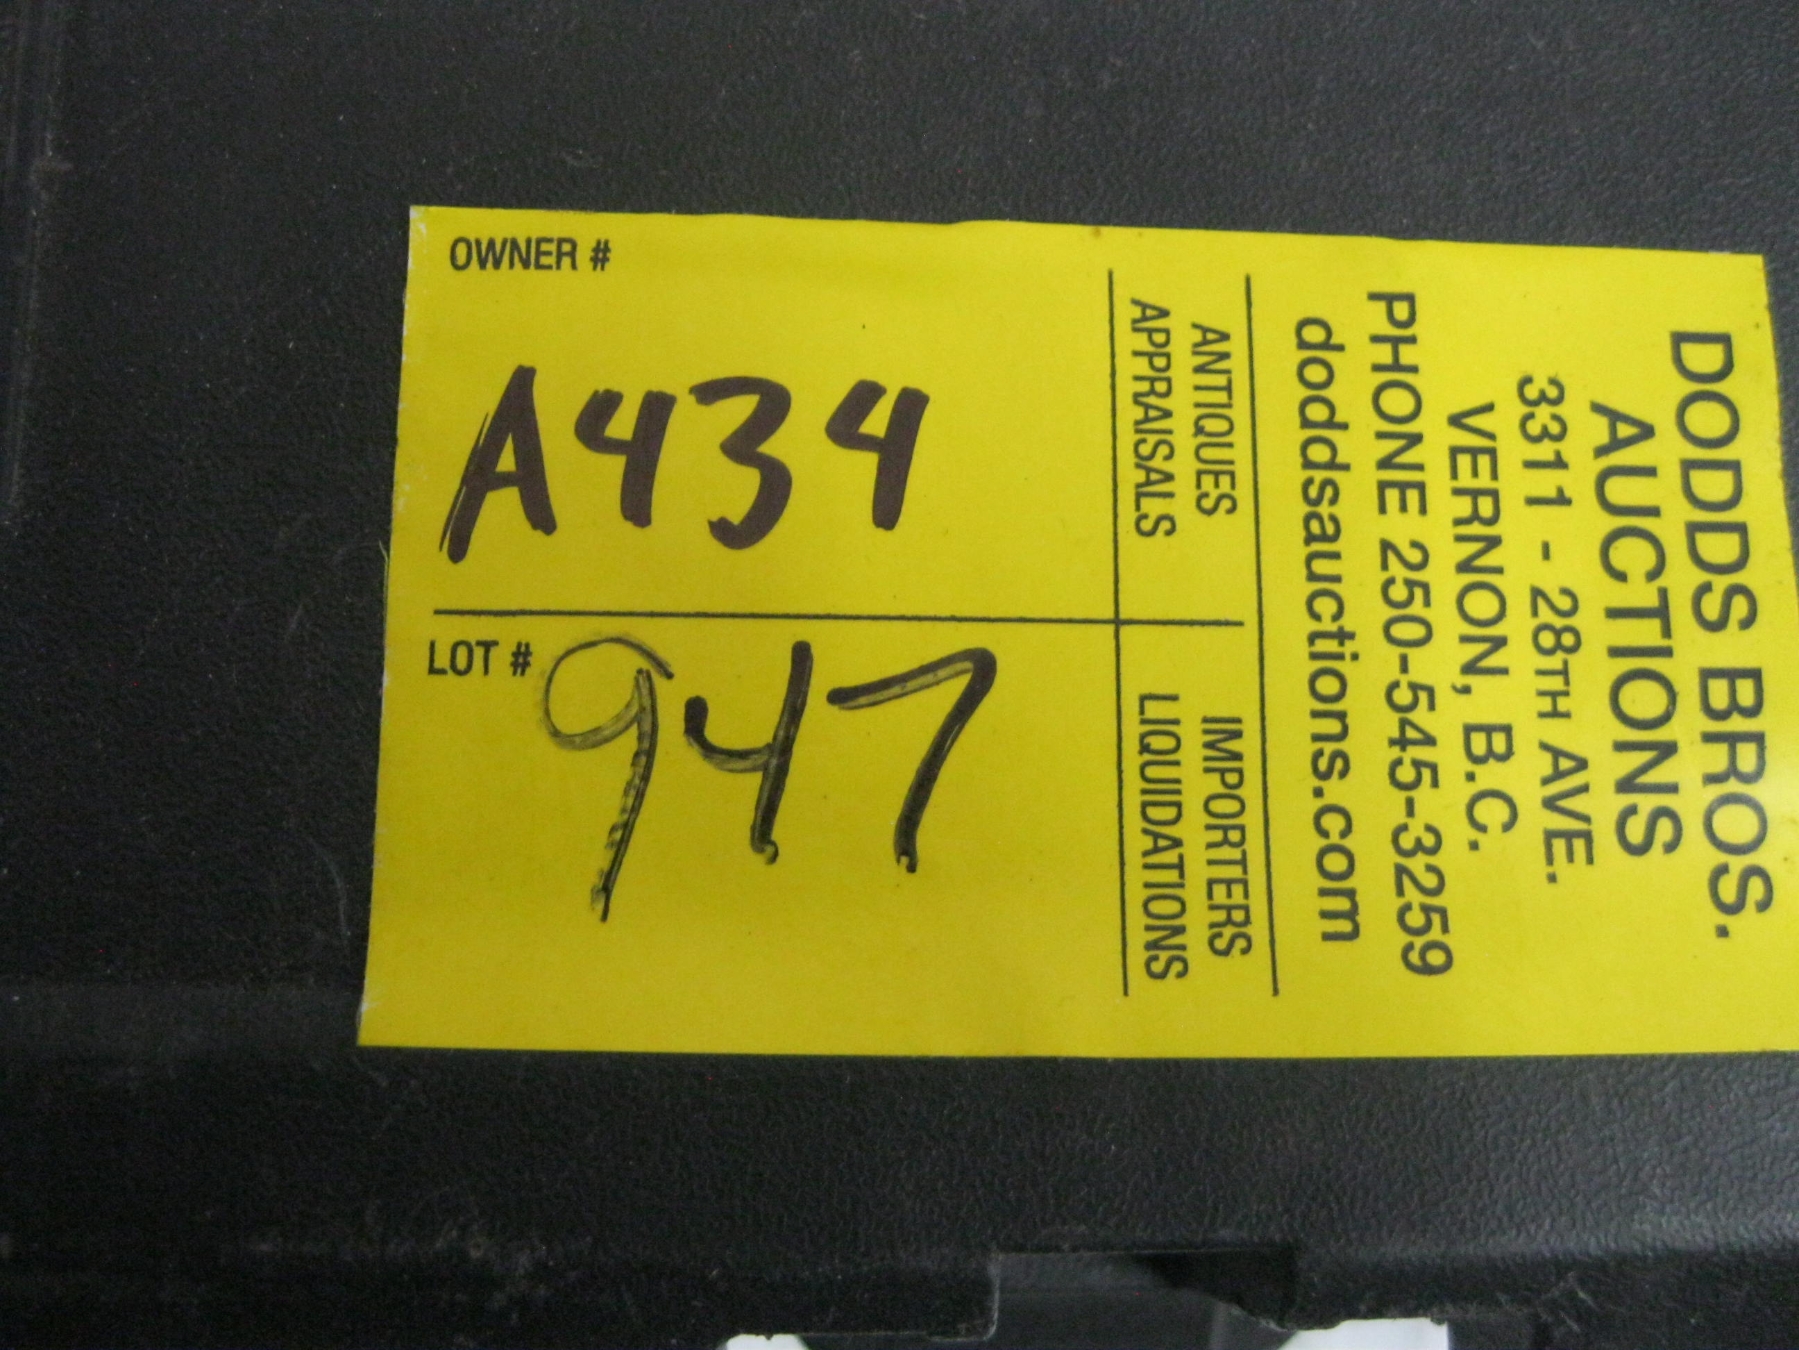 OWNER #
A434
LOT #
947
DODDS BROS.
AUCTIONS
3311 - 28TH AVE.
VERNON, B.C.
PHONE 250-545-3259
doddsauctions.com
ANTIQUES
APPRAISALS
IMPORTERS
LIQUIDATIONS